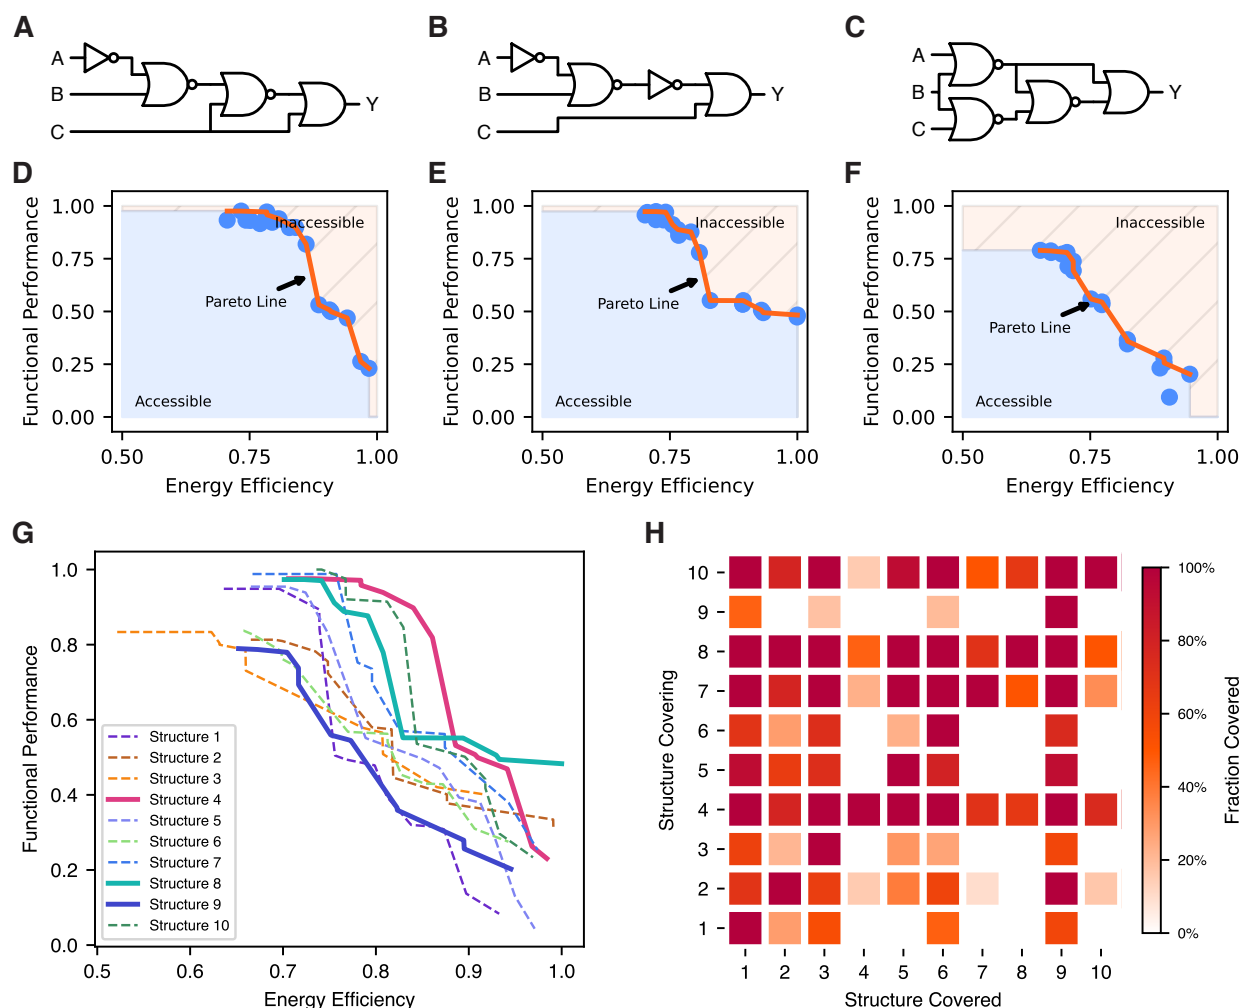 A B C
A
B
C
Y
A
B
C
Y
A
B
C
Y
D
Functional Performance
1.00
0.75
0.50
0.25
0.00
Inaccessible
Pareto Line
Accessible
0.50 0.75 1.00
Energy Efficiency
E
Functional Performance
1.00
0.75
0.50
0.25
0.00
Inaccessible
Pareto Line
Accessible
0.50 0.75 1.00
Energy Efficiency
F
Functional Performance
1.00
0.75
0.50
0.25
0.00
Inaccessible
Pareto Line
Accessible
0.50 0.75 1.00
Energy Efficiency
G
Functional Performance
1.0
0.8
0.6
0.4
0.2
0.0
Structure 1
Structure 2
Structure 3
Structure 4
Structure 5
Structure 6
Structure 7
Structure 8
Structure 9
Structure 10
0.5 0.6 0.7 0.8 0.9 1.0
Energy Efficiency
H
Structure Covering
10
9
8
7
6
5
4
3
2
1
1 2 3 4 5 6 7 8 9 10
Structure Covered
100%
80%
60%
40%
20%
0%
Fraction Covered